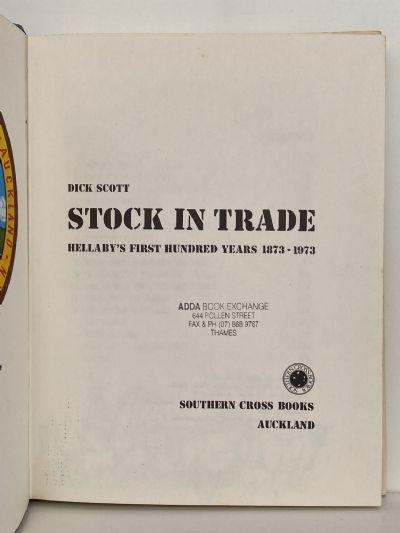 DICK SCOTT
STOCK IN TRADE
HELLABY'S FIRST HUNDRED YEARS 1873-1973
ADDA BOOK EXCHANGE
644 POLLEN STREET
FAX & PH (07) 868 9767
THAMES
SOUTHERN CROSS BOOKS
AUCKLAND
AUCKLAND